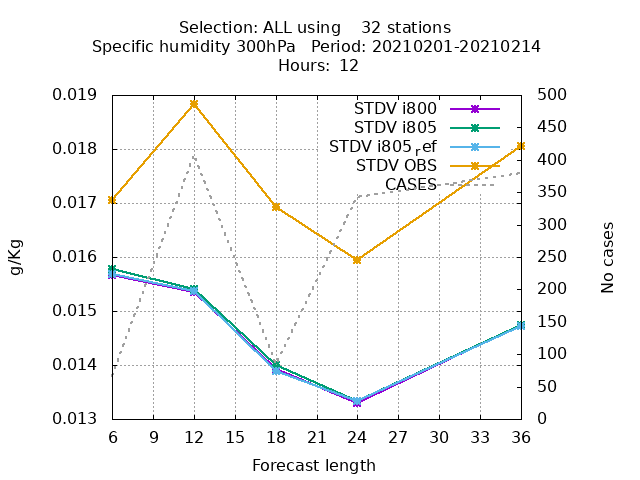 Selection: ALL using    32 stations
Specific humidity 300hPa   Period: 20210201-20210214
Hours:  12
STDV i800
STDV i805
STDV i805ref
STDV OBS
CASES
0.019
0.018
0.017
0.016
0.015
0.014
0.013
500
450
400
350
300
250
200
150
100
50
0
g/Kg
No cases
6 9 12 15 18 21 24 27 30 33 36
Forecast length